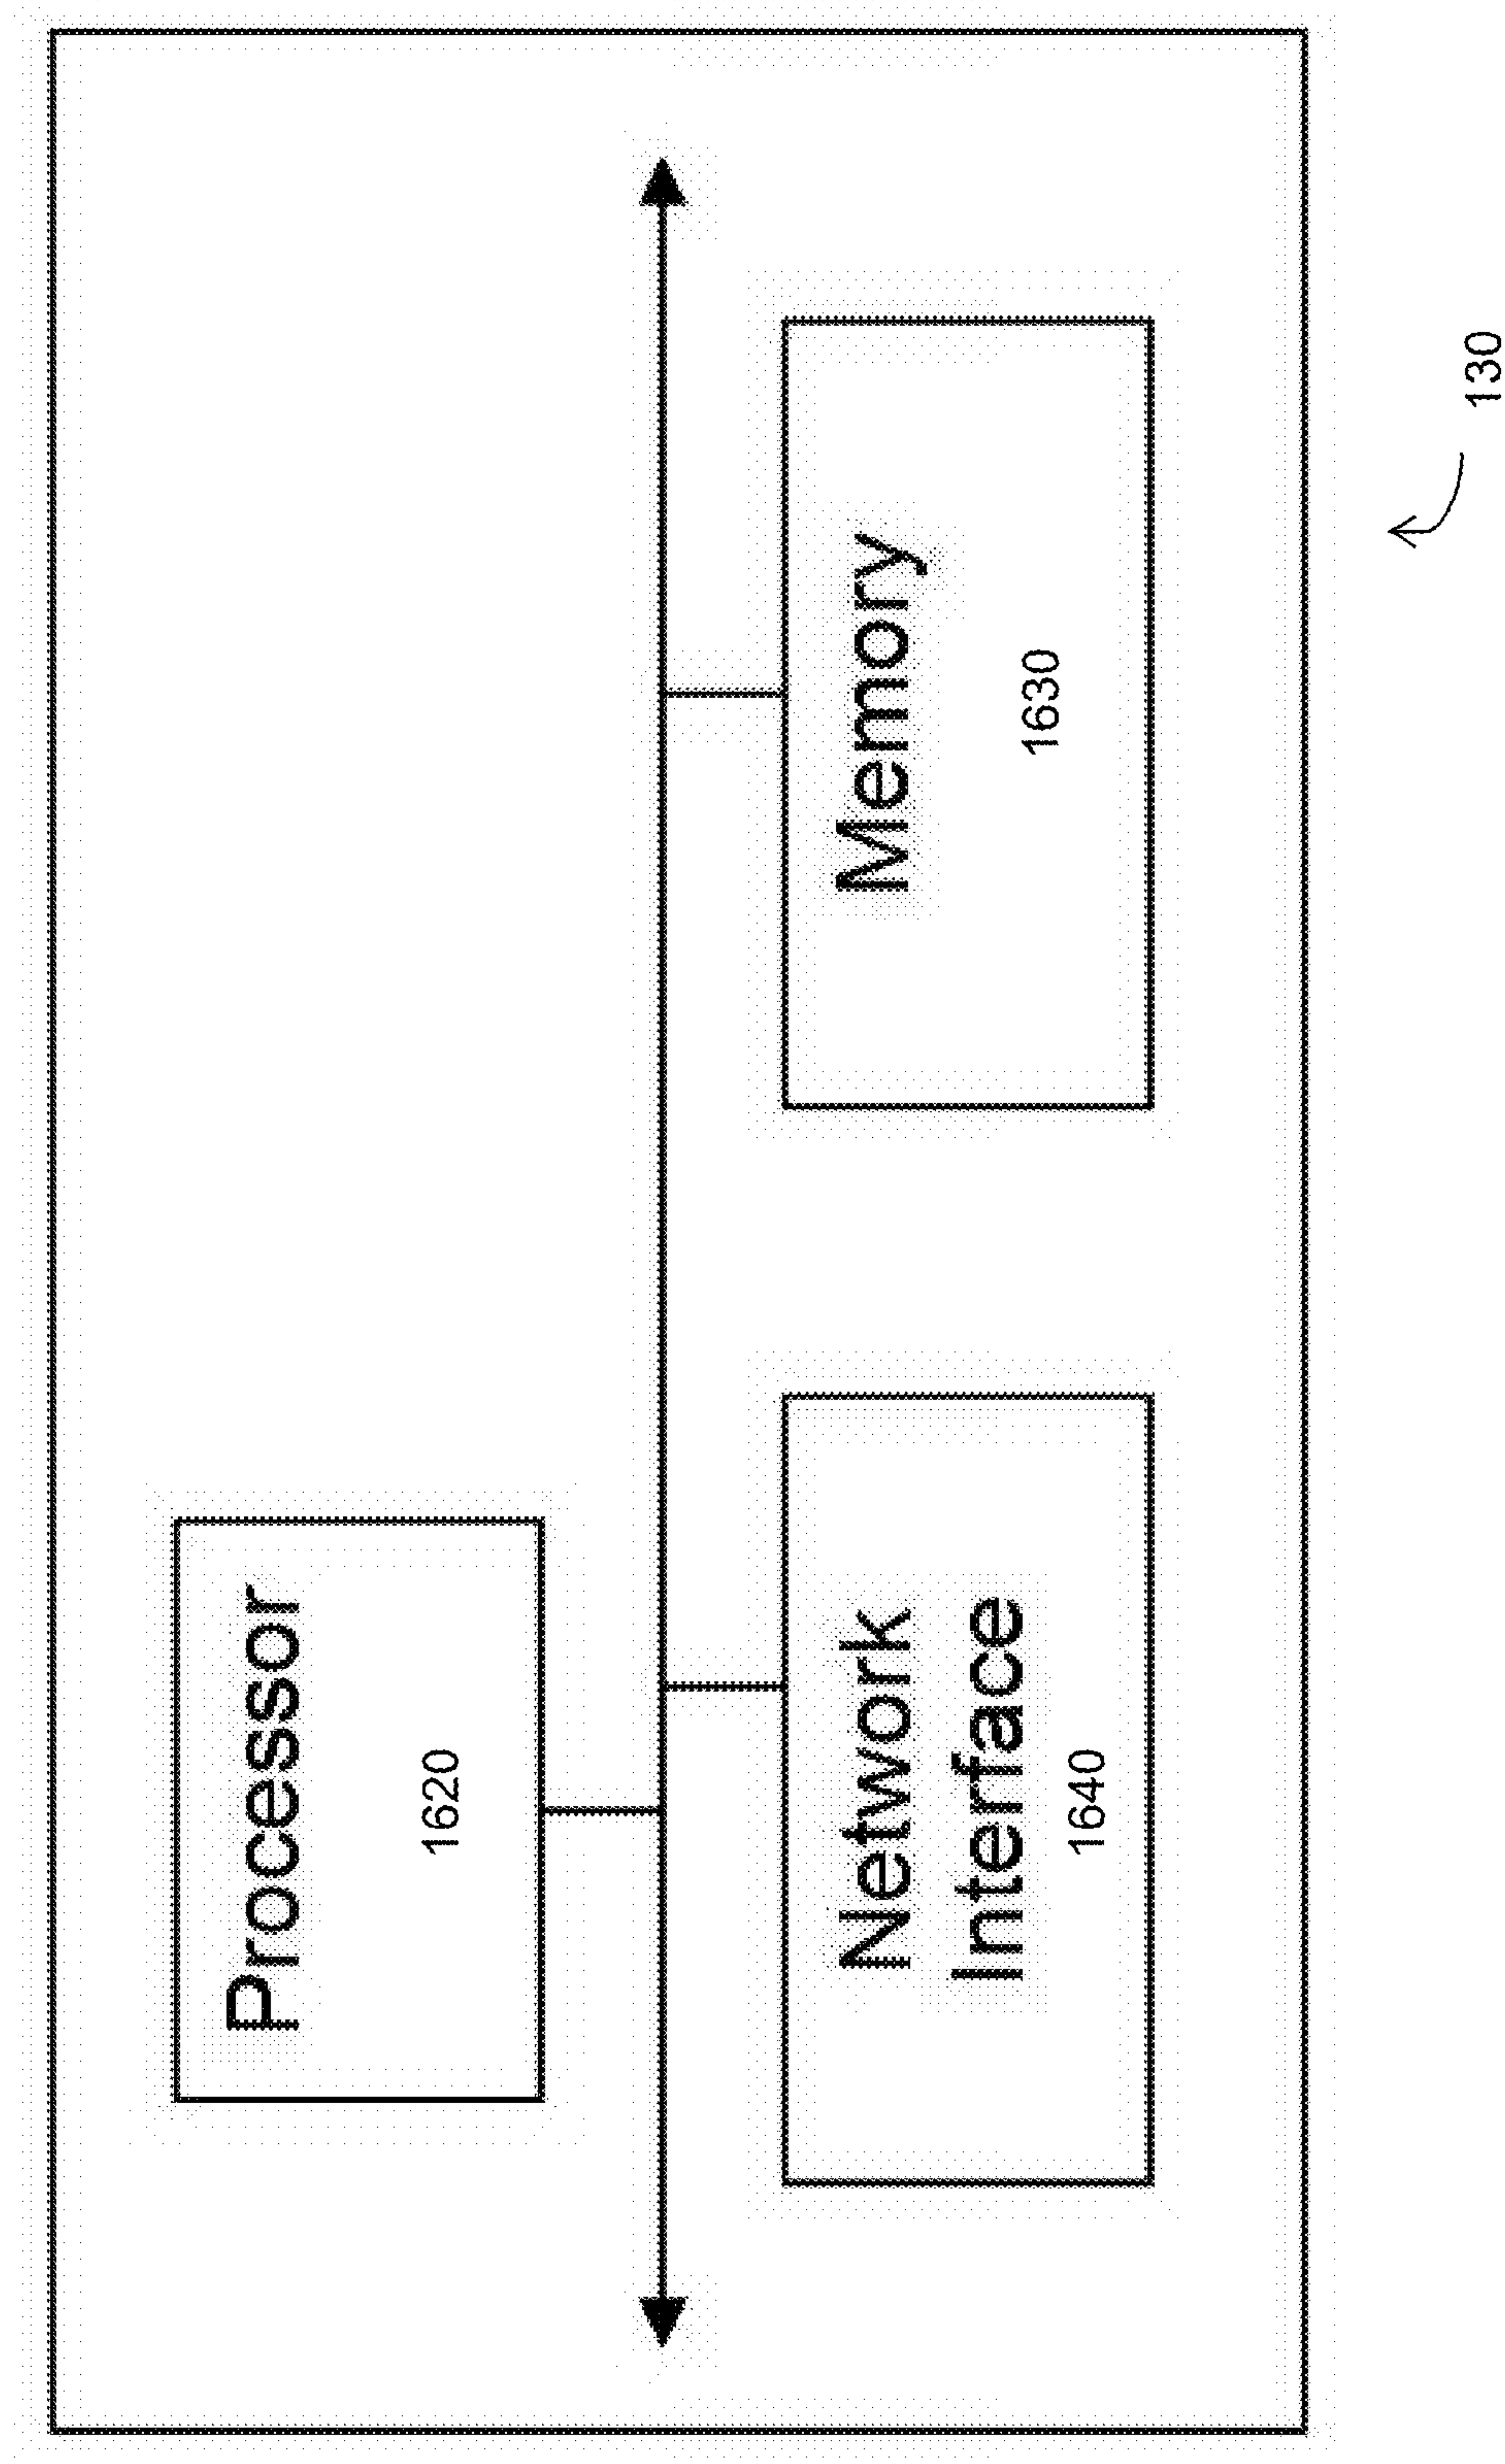 Processor
1620
Network
Interface
1640
Memory
1630
130